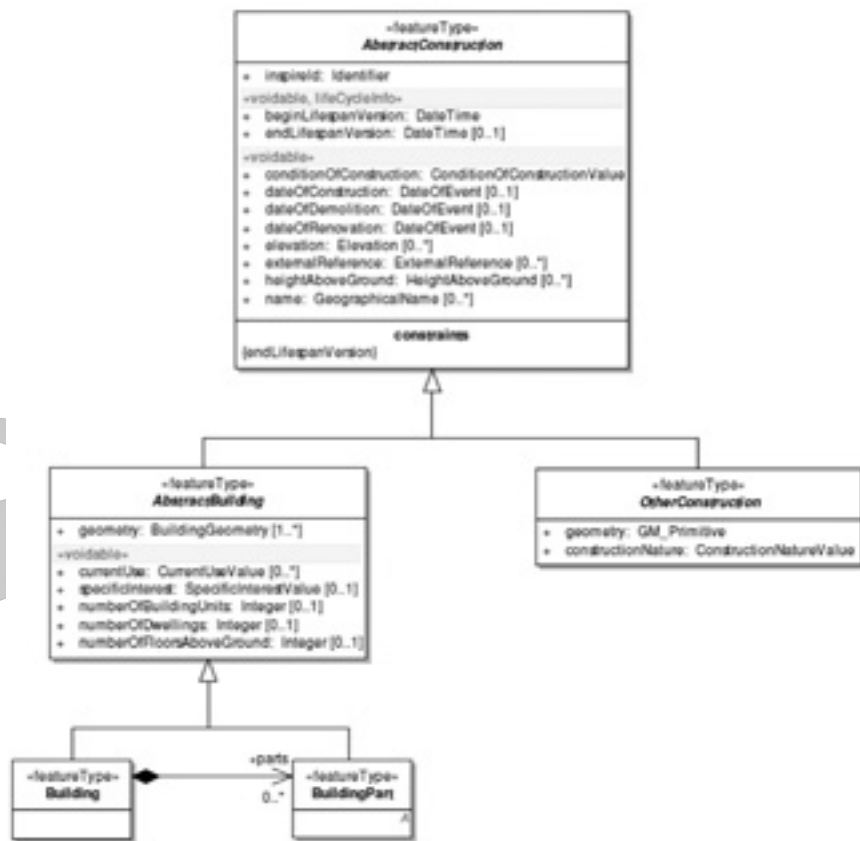 «featureType»
AbstractConstruction
+ inspireId: Identifier
«voidable, lifeCycleInfo»
+ beginLifespanVersion: DateTime
+ endLifespanVersion: DateTime [0..1]
«voidable»
+ conditionOfConstruction: ConditionOfConstructionValue
+ dateOfConstruction: DateOfEvent [0..1]
+ dateOfDemolition: DateOfEvent [0..1]
+ dateOfRenovation: DateOfEvent [0..1]
+ elevation: Elevation [0..*]
+ externalReference: ExternalReference [0..*]
+ heightAboveGround: HeightAboveGround [0..*]
+ name: GeographicalName [0..*]
constraints
{endLifespanVersion}
«featureType»
AbstractBuilding
+ geometry: BuildingGeometry [1..*]
«voidable»
+ currentUse: CurrentUseValue [0..*]
+ specificInterest: SpecificInterestValue [0..1]
+ numberOfBuildingUnits: Integer [0..1]
+ numberOfDwellings: Integer [0..1]
+ numberOfFloorsAboveGround: Integer [0..1]
«featureType»
OtherConstruction
+ geometry: GM_Primitive
+ constructionNature: ConstructionNatureValue
«featureType»
Building
+parts
0..*
«featureType»
BuildingPart
A